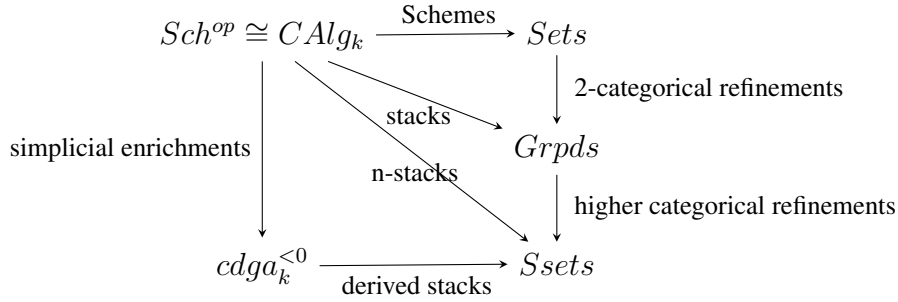 Schemes
$Sch^{op} \cong CAlg_k$
$Sets$
2-categorical refinements
stacks
simplicial enrichments
$Grpds$
n-stacks
higher categorical refinements
$cdga_k^{<0}$
$Ssets$
derived stacks